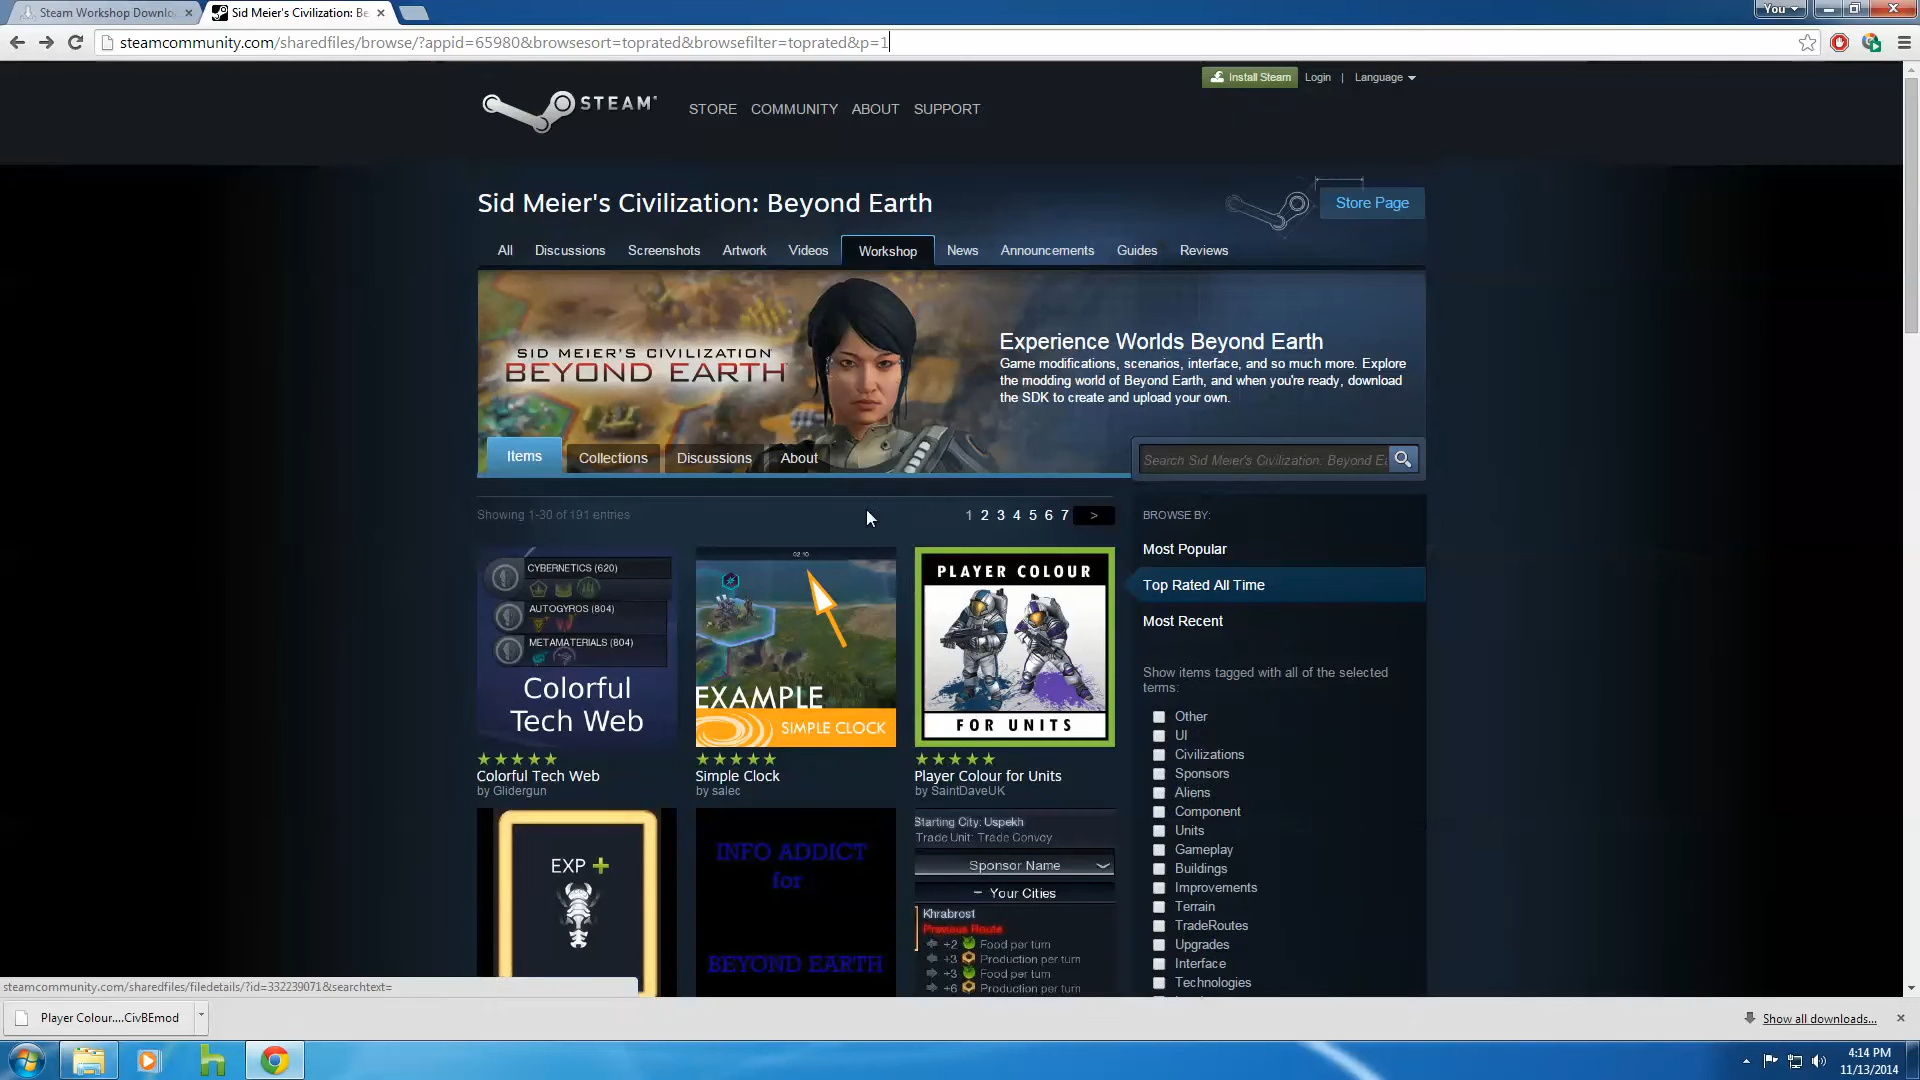 Steam Workshop Downlo
Sid Meier's Civilization: Be
You
steamcommunity.com/sharedfiles/browse/?appid=65980&browsesort=toprated&browsefilter=toprated&p=1
Install Steam
Login | Language
STEAM
STORE COMMUNITY ABOUT SUPPORT
Sid Meier's Civilization: Beyond Earth
Store Page
All Discussions Screenshots Artwork Videos Workshop News Announcements Guides Reviews
SID MEIER'S CIVILIZATION
BEYOND EARTH
Experience Worlds Beyond Earth
Game modifications, scenarios, interface, and so much more. Explore
the modding world of Beyond Earth, and when you're ready, download
the SDK to create and upload your own.
Items Collections Discussions About
Search Sid Meier's Civilization: Beyond Ea
Showing 1-30 of 191 entries
1 2 3 4 5 6 7 >
CYBERNETICS (620)
AUTOGYROS (804)
METAMATERIALS (804)
Colorful
Tech Web
Colorful Tech Web
by Glidergun
02:10
EXAMPLE
SIMPLE CLOCK
Simple Clock
by salec
PLAYER COLOUR
FOR UNITS
Player Colour for Units
by SaintDaveUK
EXP +
INFO ADDICT
for
BEYOND EARTH
Starting City: Uspekh
Trade Unit: Trade Convoy
Sponsor Name
− Your Cities
Khrabrost
Previous Route
+2 Food per turn
+3 Production per turn
+3 Food per turn
+6 Production per turn
BROWSE BY:
Most Popular
Top Rated All Time
Most Recent
Show items tagged with all of the selected
terms:
Other
UI
Civilizations
Sponsors
Aliens
Component
Units
Gameplay
Buildings
Improvements
Terrain
TradeRoutes
Upgrades
Interface
Technologies
steamcommunity.com/sharedfiles/filedetails/?id=332239071&searchtext=
Player Colour....CivBEmod
Show all downloads...
4:14 PM
11/13/2014